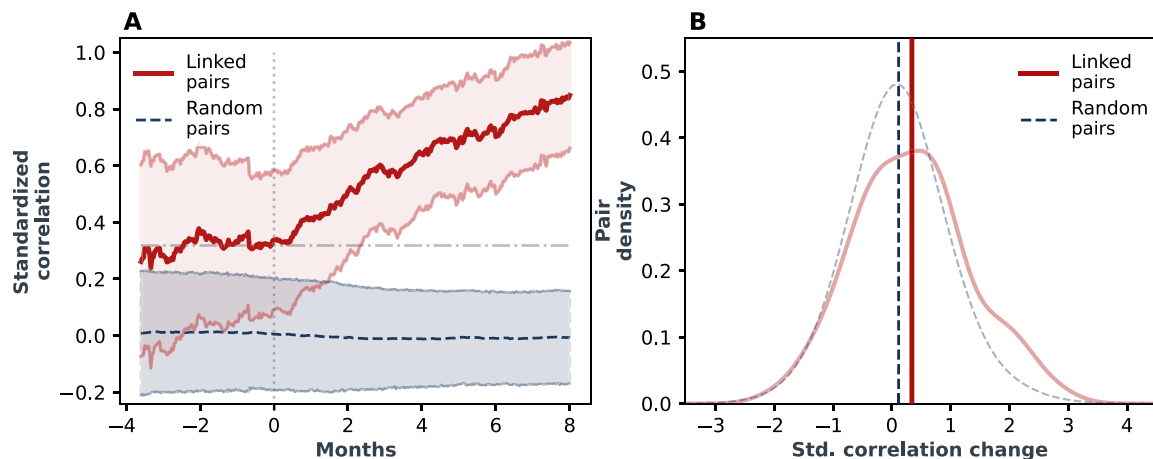 A
Standardized
correlation
1.0
0.8
0.6
0.4
0.2
0.0
−0.2
Linked
pairs
Random
pairs
−4 −2 0 2 4 6 8
Months
B
Pair
density
0.5
0.4
0.3
0.2
0.1
0.0
Linked
pairs
Random
pairs
−3 −2 −1 0 1 2 3 4
Std. correlation change